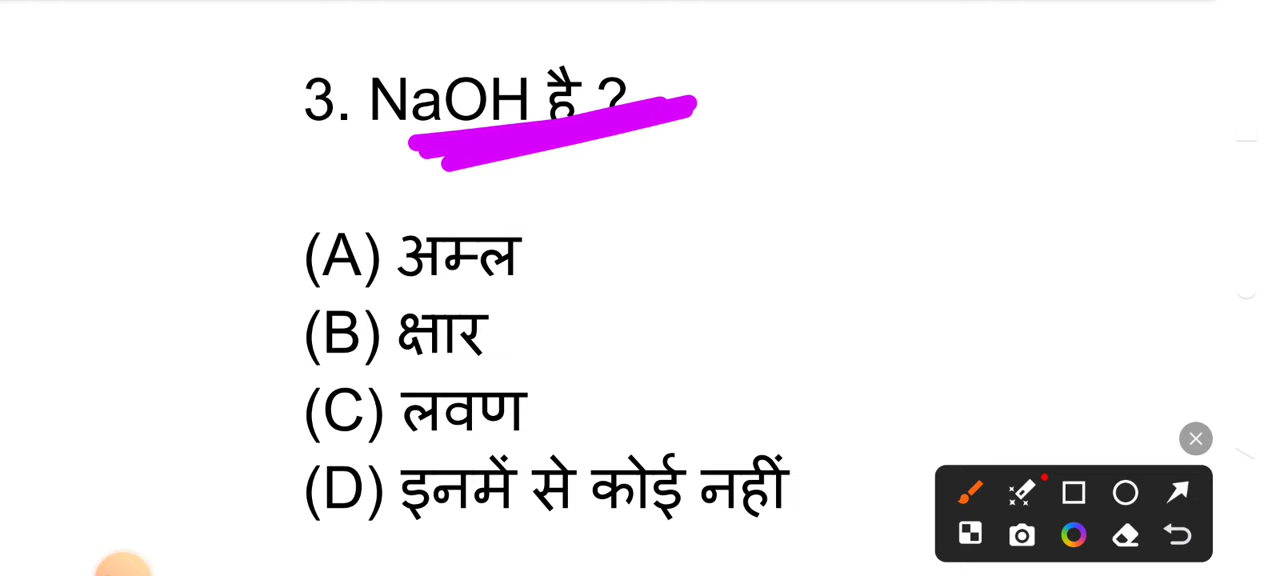 3. NaOH है ?
(A) अम्ल
(B) क्षार
(C) लवण
(D) इनमें से कोई नहीं